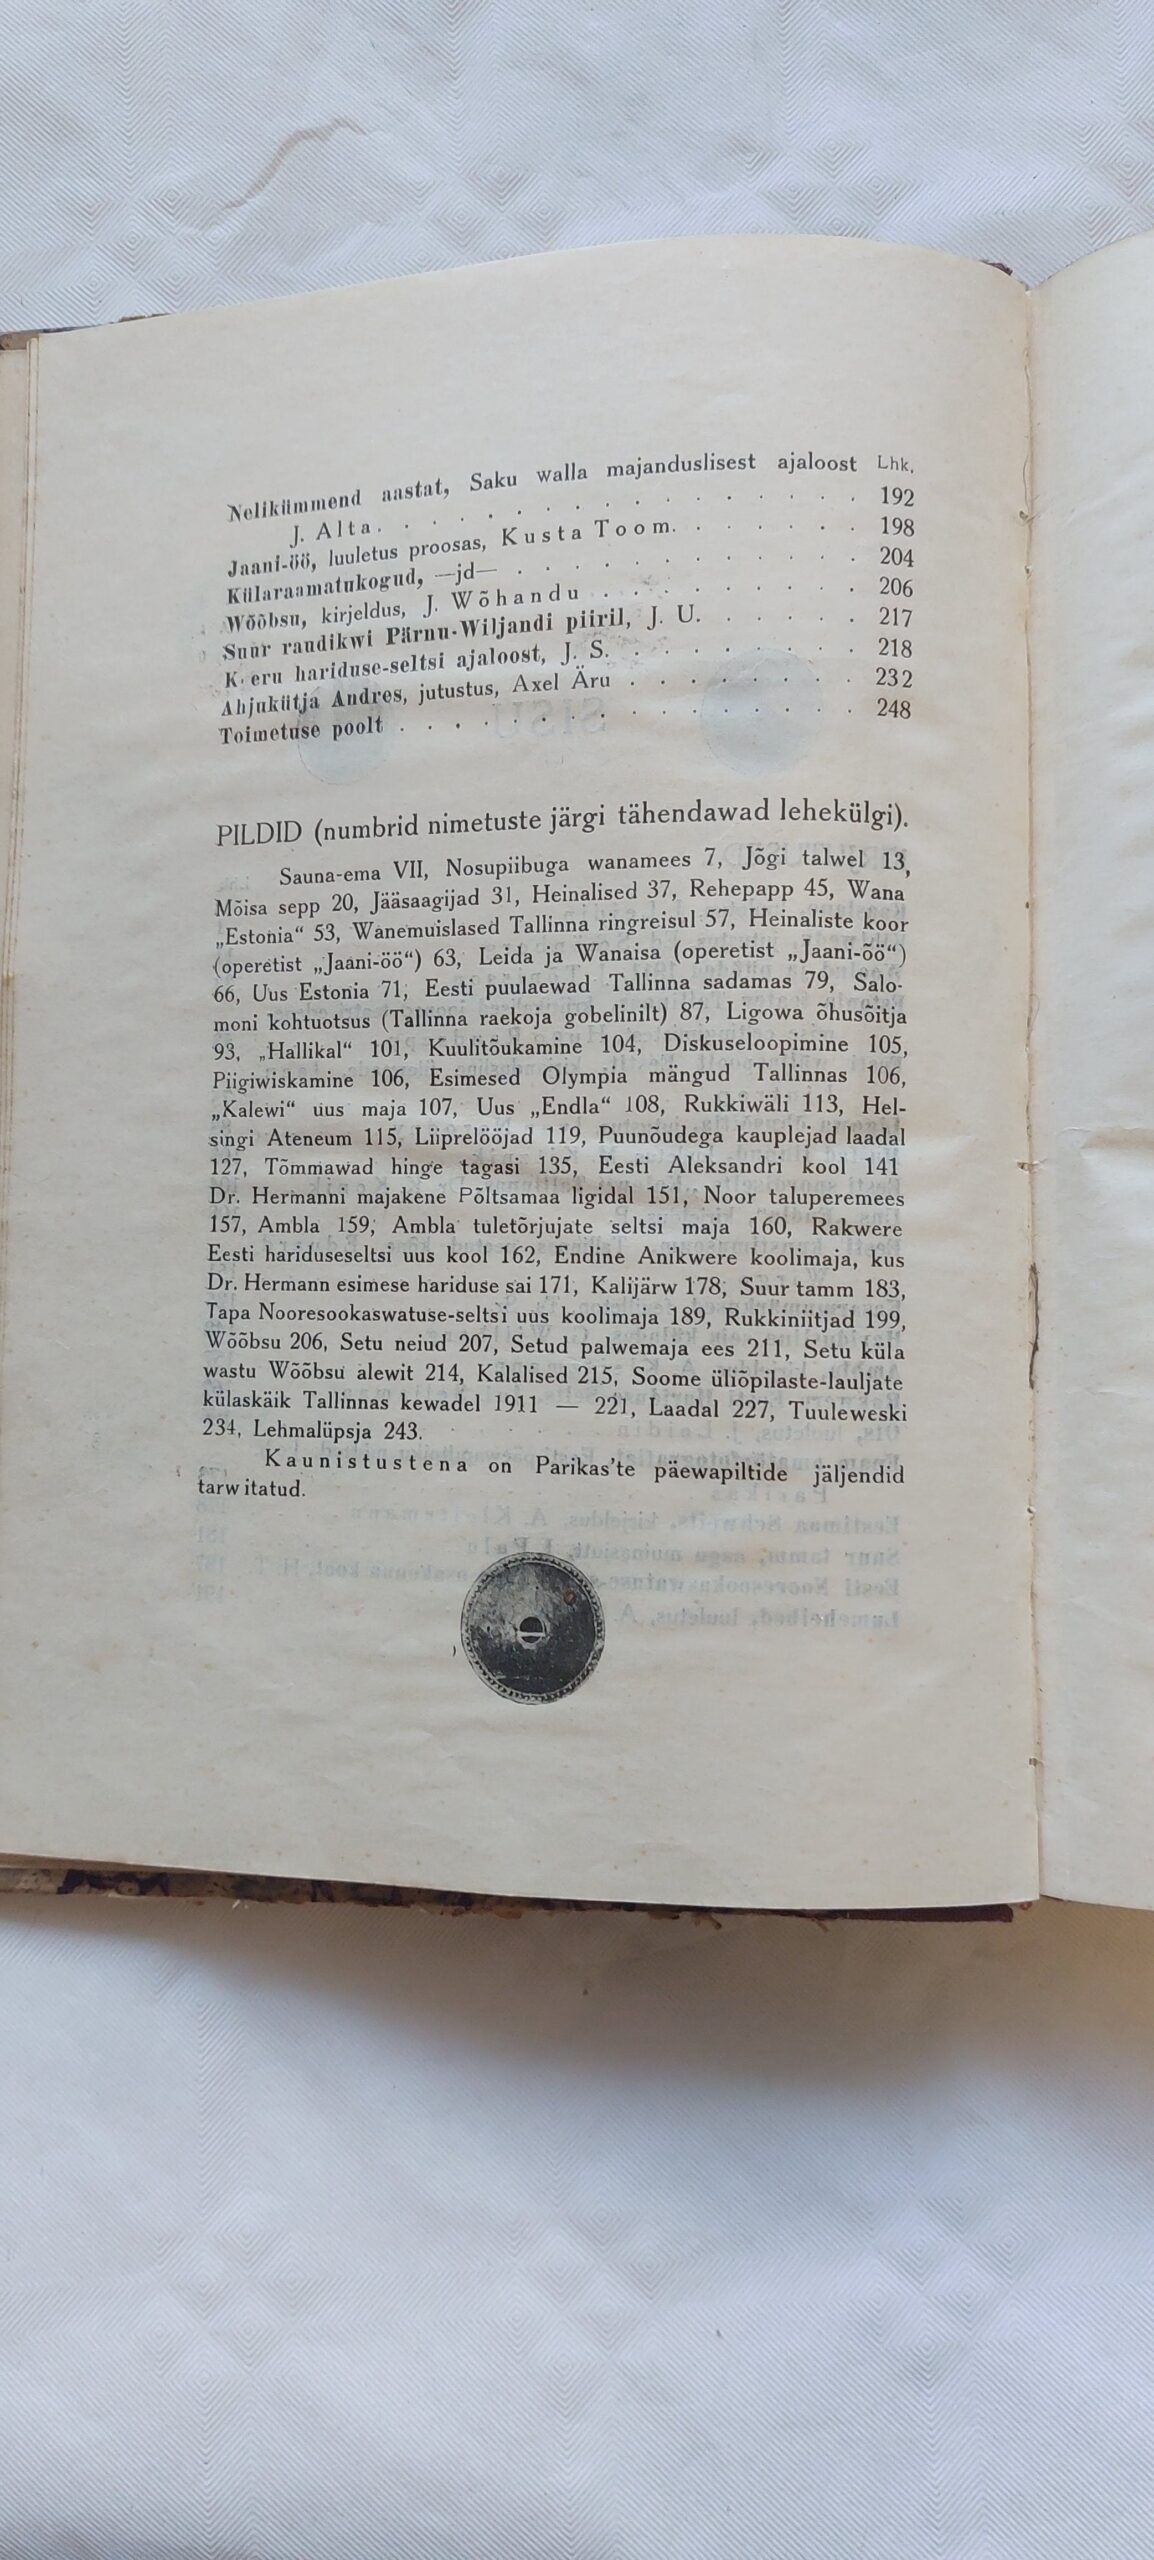 Lhk.
Nelikümmend aastat, Saku walla majanduslisest ajaloost
J. Alta. . . . . . . . . . . . . 192
Jaani-öö, luuletus proosas, Kusta Toom. . . . . . . 198
Külaraamatukogud, —jd— . . . . . . . . . . . 204
Wõõbsu, kirjeldus, J. Wõhandu . . . . . . . . . 206
Suur raudikwi Pärnu-Wiljandi piiril, J. U. . . . . . 217
K eru hariduse-seltsi ajaloost, J. S. . . . . . . . . 218
Ahjukütja Andres, jutustus, Axel Äru . . . . . . . . 232
Toimetuse poolt . . . . . . . . . . . . . . . 248
PILDID (numbrid nimetuste järgi tähendawad lehekülgi).
Sauna-ema VII, Nosupiibuga wanamees 7, Jõgi talwel 13,
Mõisa sepp 20, Jääsaagijad 31, Heinalised 37, Rehepapp 45, Wana
„Estonia“ 53, Wanemuislased Tallinna ringreisul 57, Heinaliste koor
(operetist „Jaani-öö“) 63, Leida ja Wanaisa (operetist „Jaani-õö“)
66, Uus Estonia 71, Eesti puulaewad Tallinna sadamas 79, Salo-
moni kohtuotsus (Tallinna raekoja gobelinilt) 87, Ligowa õhusõitja
93, „Hallikal“ 101, Kuulitõukamine 104, Diskuseloopimine 105,
Piigiwiskamine 106, Esimesed Olympia mängud Tallinnas 106,
„Kalewi“ uus maja 107, Uus „Endla“ 108, Rukkiwäli 113, Hel-
singi Ateneum 115, Liiprelööjad 119, Puunõudega kauplejad laadal
127, Tõmmawad hinge tagasi 135, Eesti Aleksandri kool 141
Dr. Hermanni majakene Põltsamaa ligidal 151, Noor taluperemees
157, Ambla 159, Ambla tuletõrjujate seltsi maja 160, Rakwere
Eesti hariduseseltsi uus kool 162, Endine Anikwere koolimaja, kus
Dr. Hermann esimese hariduse sai 171, Kalijärw 178, Suur tamm 183,
Tapa Nooresookaswatuse-seltsi uus koolimaja 189, Rukkiniitjad 199,
Wõõbsu 206, Setu neiud 207, Setud palwemaja ees 211, Setu küla
wastu Wõõbsu alewit 214, Kalalised 215, Soome üliõpilaste-lauljate
külaskäik Tallinnas kewadel 1911 — 221, Laadal 227, Tuuleweski
234, Lehmalüpsja 243.
Kaunistustena on Parikas'te päewapiltide jäljendid
tarwitatud.